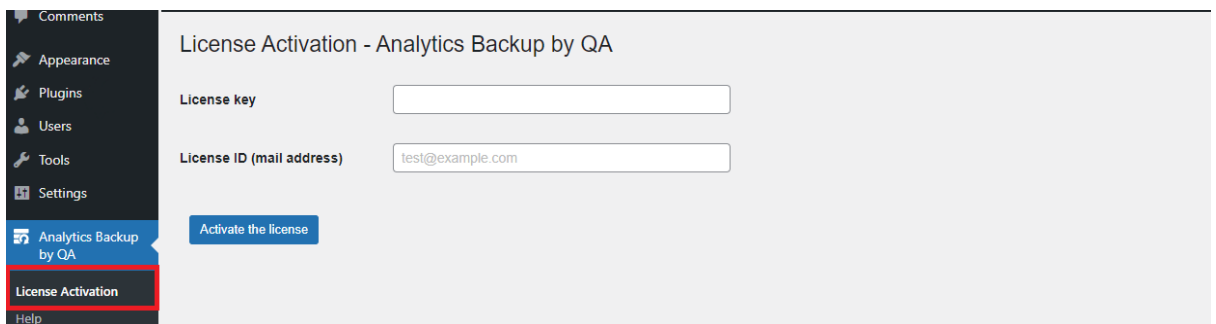 Comments
Appearance
Plugins
Users
Tools
Settings
Analytics Backup
by QA
License Activation
Help
License Activation - Analytics Backup by QA
License key
License ID (mail address)
test@example.com
Activate the license